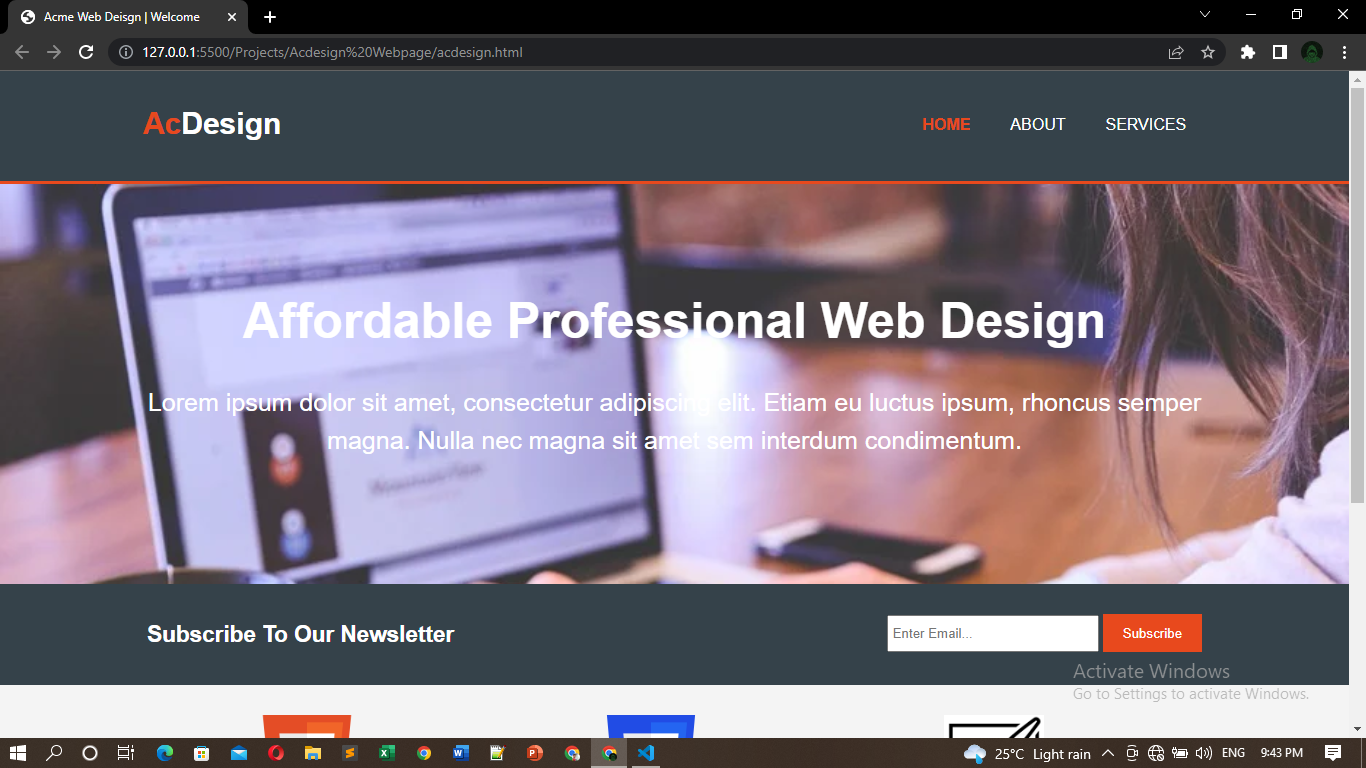 Acme Web Deisgn | Welcome
127.0.0.1:5500/Projects/Acdesign%20Webpage/acdesign.html
AcDesign
HOME ABOUT SERVICES
Affordable Professional Web Design
Lorem ipsum dolor sit amet, consectetur adipiscing elit. Etiam eu luctus ipsum, rhoncus semper
magna. Nulla nec magna sit amet sem interdum condimentum.
Subscribe To Our Newsletter
Enter Email... Subscribe
Activate Windows
Go to Settings to activate Windows.
25°C Light rain ENG 9:43 PM